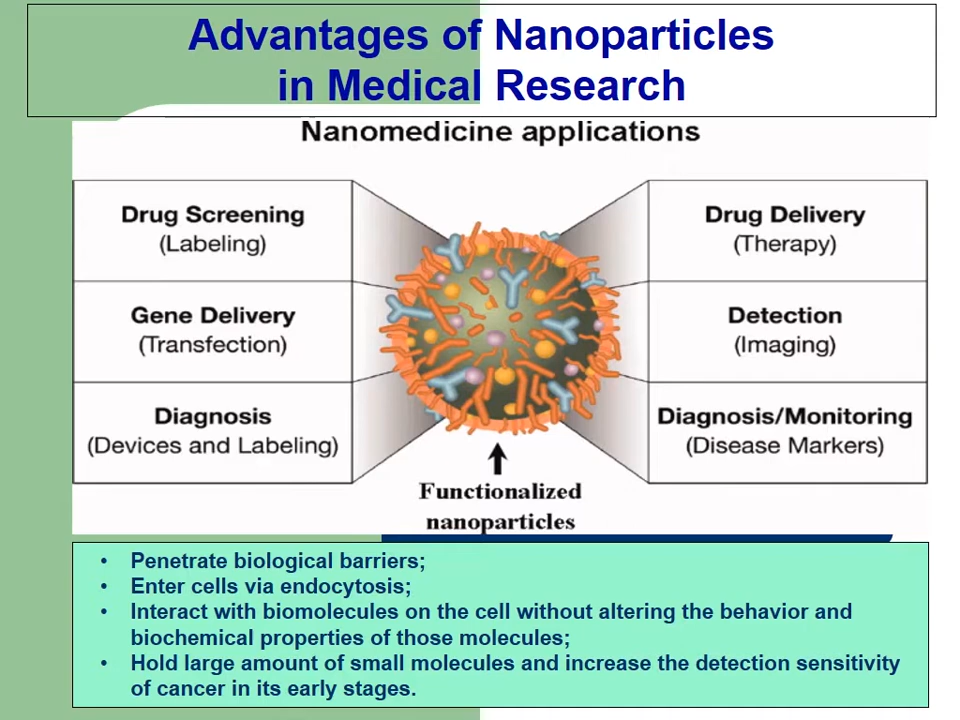 Advantages of Nanoparticles
in Medical Research
Nanomedicine applications
Drug Screening
(Labeling)
Gene Delivery
(Transfection)
Diagnosis
(Devices and Labeling)
Drug Delivery
(Therapy)
Detection
(Imaging)
Diagnosis/Monitoring
(Disease Markers)
Functionalized
nanoparticles
• Penetrate biological barriers;
• Enter cells via endocytosis;
• Interact with biomolecules on the cell without altering the behavior and
biochemical properties of those molecules;
• Hold large amount of small molecules and increase the detection sensitivity
of cancer in its early stages.